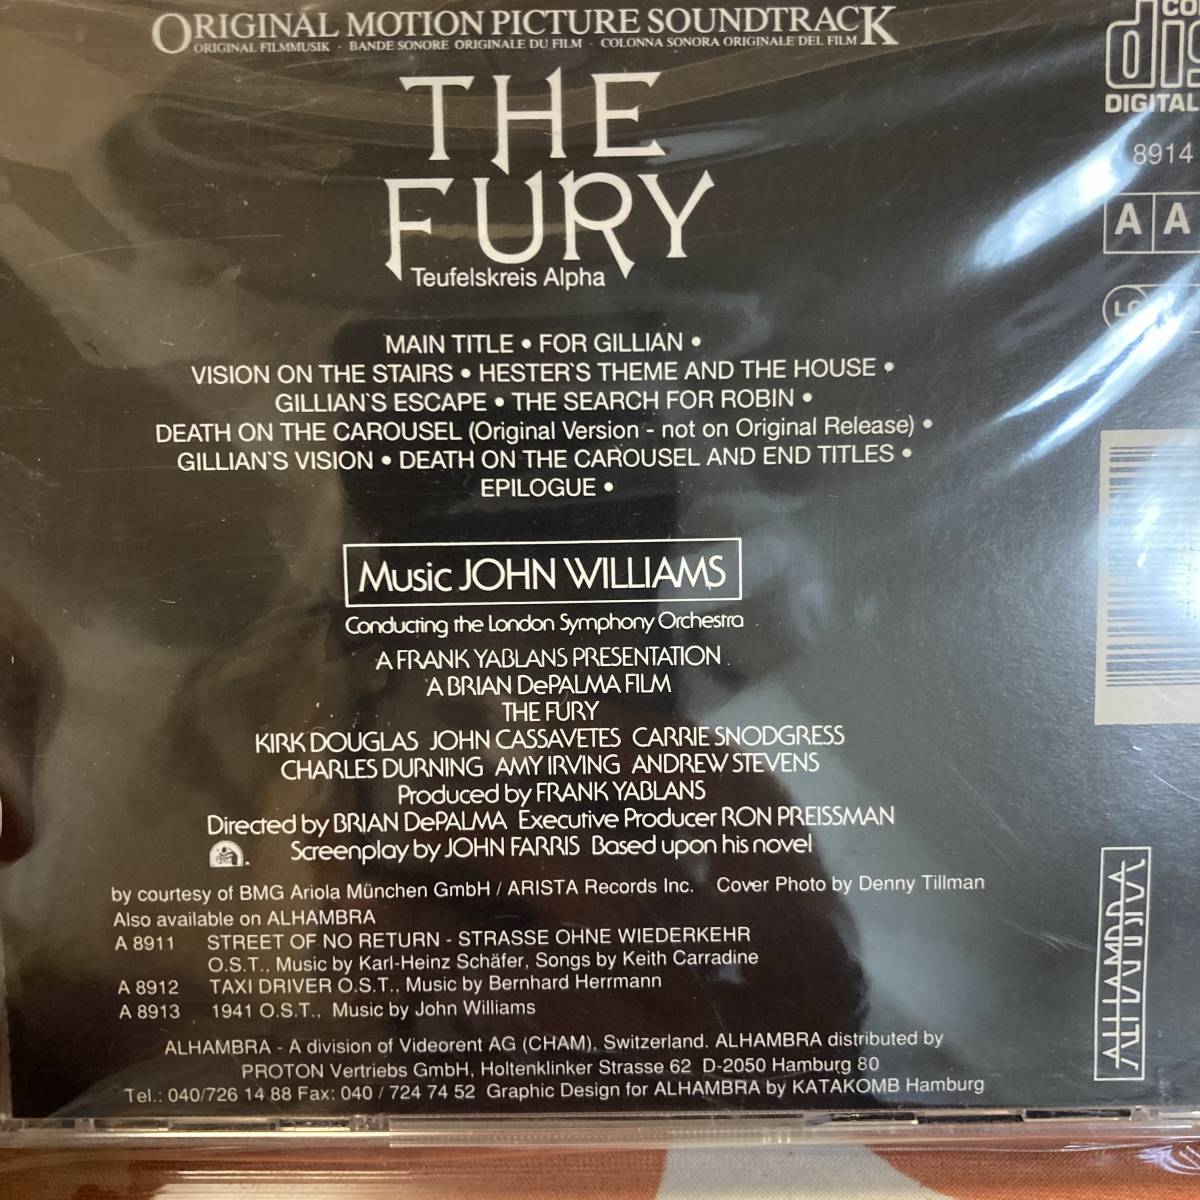 ORIGINAL MOTION PICTURE SOUNDTRACK
ORIGINAL FILMMUSIK · BANDE SONORE ORIGINALE DU FILM · COLONNA SONORA ORIGINALE DEL FILM
THE
FURY
Teufelskreis Alpha
MAIN TITLE • FOR GILLIAN •
VISION ON THE STAIRS • HESTER'S THEME AND THE HOUSE •
GILLIAN`S ESCAPE • THE SEARCH FOR ROBIN •
DEATH ON THE CAROUSEL (Original Version - not on Original Release) •
GILLIAN`S VISION • DEATH ON THE CAROUSEL AND END TITLES •
EPILOGUE •
Music JOHN WILLIAMS
Conducting the London Symphony Orchestra
A FRANK YABLANS PRESENTATION
A BRIAN DePALMA FILM
THE FURY
KIRK DOUGLAS JOHN CASSAVETES CARRIE SNODGRESS
CHARLES DURNING AMY IRVING ANDREW STEVENS
Produced by FRANK YABLANS
Directed by BRIAN DePALMA Executive Producer RON PREISSMAN
Screenplay by JOHN FARRIS Based upon his novel
by courtesy of BMG Ariola München GmbH / ARISTA Records Inc. Cover Photo by Denny Tillman
Also available on ALHAMBRA
A 8911 STREET OF NO RETURN - STRASSE OHNE WIEDERKEHR
O.S.T., Music by Karl-Heinz Schäfer, Songs by Keith Carradine
A 8912 TAXI DRIVER O.S.T., Music by Bernhard Herrmann
A 8913 1941 O.S.T., Music by John Williams
ALHAMBRA - A division of Videorent AG (CHAM), Switzerland. ALHAMBRA distributed by
PROTON Vertriebs GmbH, Holtenklinker Strasse 62 D-2050 Hamburg 80
Tel.: 040/726 14 88 Fax: 040 / 724 74 52 Graphic Design for ALHAMBRA by KATAKOMB Hamburg
DIGITAL
8914
A A
ALHAMBRA